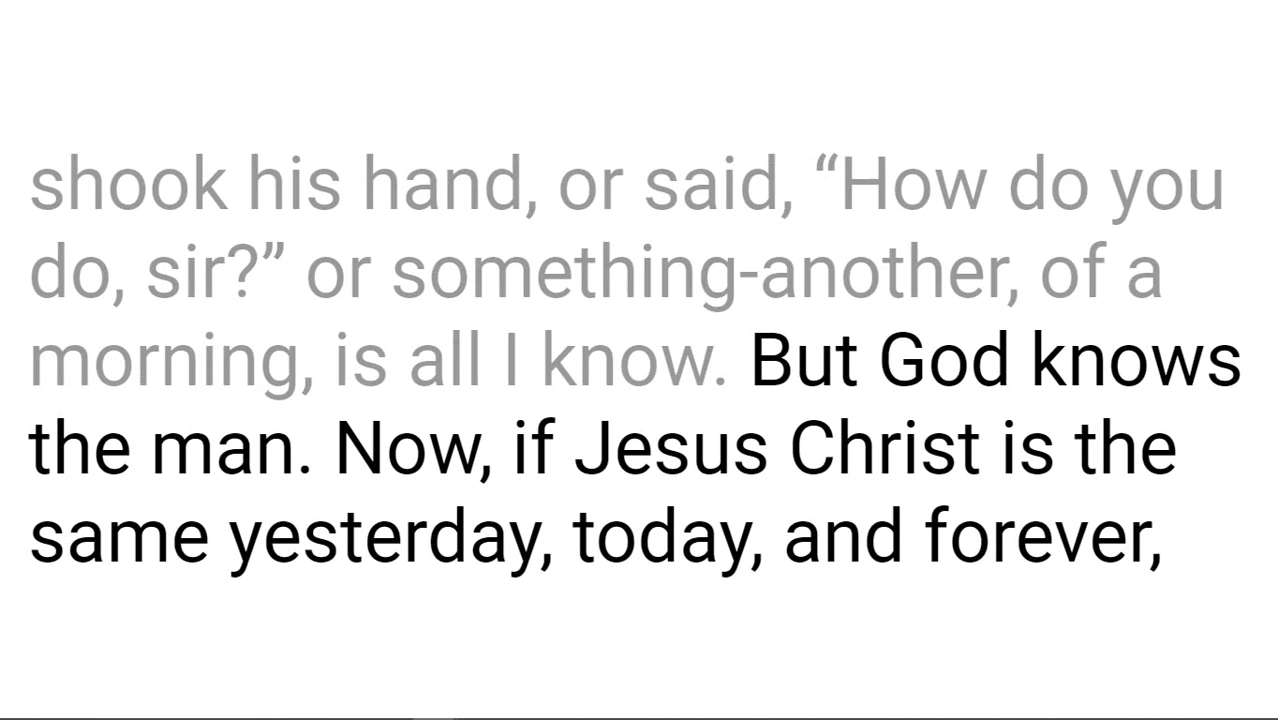 shook his hand, or said, “How do you
do, sir?” or something-another, of a
morning, is all I know. But God knows
the man. Now, if Jesus Christ is the
same yesterday, today, and forever,